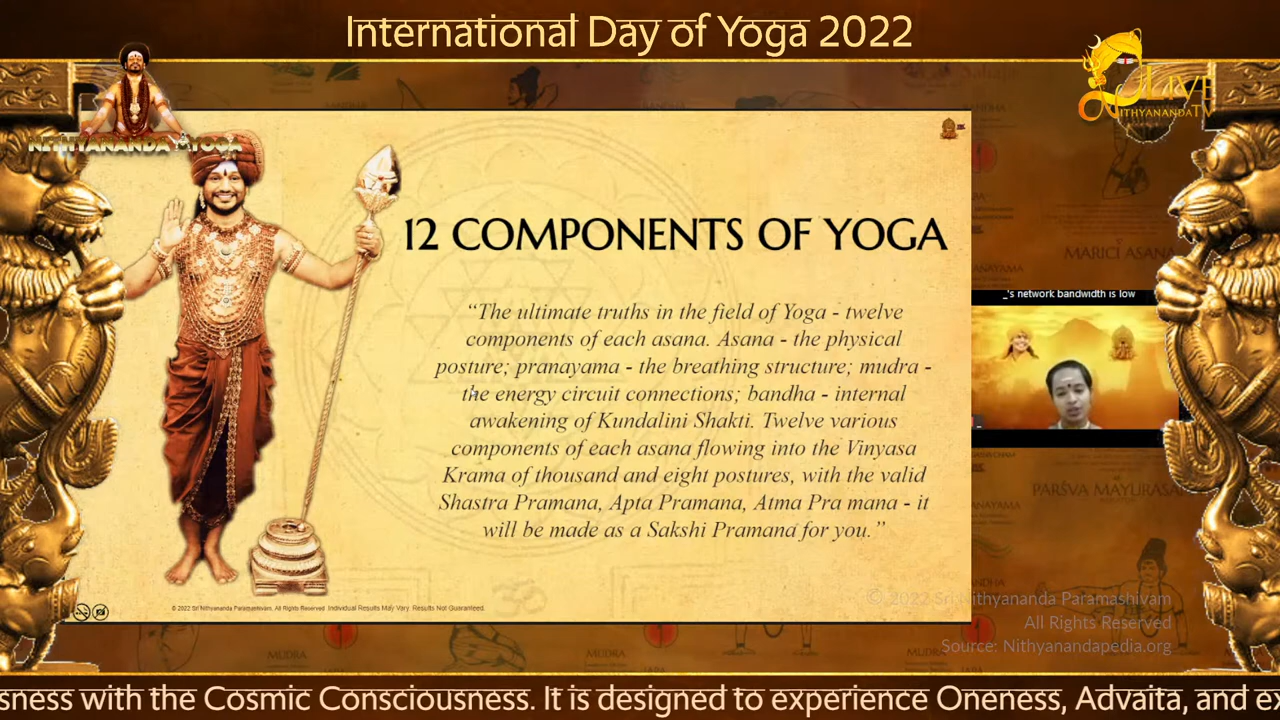 International Day of Yoga 2022
LIVE
NITHYANANDATV
NITHYANANDA YOGA
12 COMPONENTS OF YOGA
“The ultimate truths in the field of Yoga - twelve
components of each asana. Asana - the physical
posture; pranayama - the breathing structure; mudra -
the energy circuit connections; bandha - internal
awakening of Kundalini Shakti. Twelve various
components of each asana flowing into the Vinyasa
Krama of thousand and eight postures, with the valid
Shastra Pramana, Apta Pramana, Atma Pra mana - it
will be made as a Sakshi Pramana for you.”
© 2022 Sri Nithyananda Paramashivam. All Rights Reserved. Individual Results May Vary. Results Not Guaranteed.
MARICI ASANA
_'s network bandwidth is low
PARŚVA MAYURASA
© 2022 Sri Nithyananda Paramashivam
All Rights Reserved
Source: Nithyanandapedia.org
MUDRA
MUDRA
MUDRA
sness with the Cosmic Consciousness. It is designed to experience Oneness, Advaita, and ex